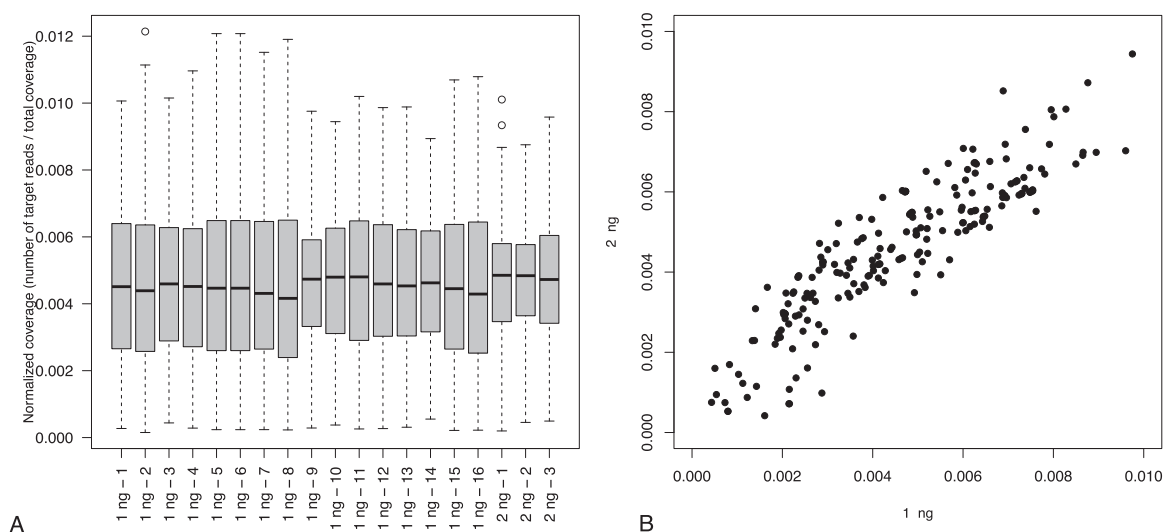 Normalized coverage (number of target reads / total coverage)
0.012
0.010
0.008
0.006
0.004
0.002
0.000
1 ng – 1
1 ng – 2
1 ng – 3
1 ng – 4
1 ng – 5
1 ng – 6
1 ng – 7
1 ng – 8
1 ng – 9
1 ng – 10
1 ng – 11
1 ng – 12
1 ng – 13
1 ng – 14
1 ng – 15
1 ng – 16
2 ng – 1
2 ng – 2
2 ng – 3
A
2 ng
0.010
0.008
0.006
0.004
0.002
0.000
0.000 0.002 0.004 0.006 0.008 0.010
1 ng
B